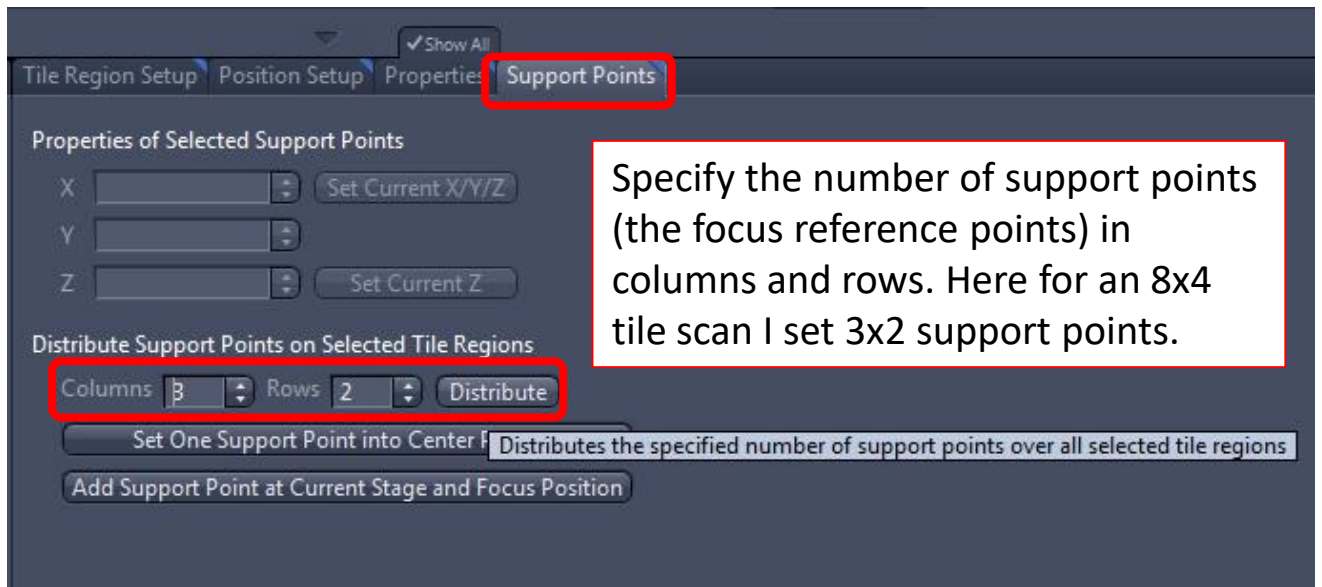 ✓Show All
Tile Region Setup Position Setup Properties Support Points
Properties of Selected Support Points
X Set Current X/Y/Z
Y
Z Set Current Z
Specify the number of support points
(the focus reference points) in
columns and rows. Here for an 8x4
tile scan I set 3x2 support points.
Distribute Support Points on Selected Tile Regions
Columns 3 Rows 2 Distribute
Set One Support Point into Center
Distributes the specified number of support points over all selected tile regions
Add Support Point at Current Stage and Focus Position